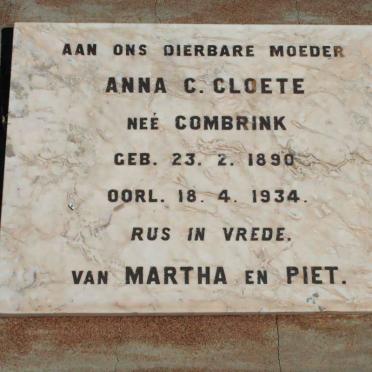 AAN ONS DIERBARE MOEDER
ANNA C. CLOETE
NEÉ COMBRINK
GEB. 23. 2. 1890
OORL. 18. 4. 1934.
RUS IN VREDE.
VAN MARTHA EN PIET.